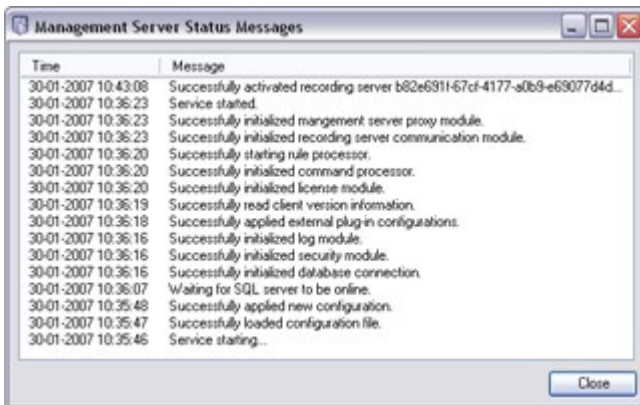 Management Server Status Messages
Time Message
30-01-2007 10:43:08 Successfully activated recording server b82e691f-67cf-4177-a0b9-e69077d4d...
30-01-2007 10:36:23 Service started.
30-01-2007 10:36:23 Successfully initialized mangement server proxy module.
30-01-2007 10:36:23 Successfully initialized recording server communication module.
30-01-2007 10:36:20 Successfully starting rule processor.
30-01-2007 10:36:20 Successfully initialized command processor.
30-01-2007 10:36:20 Successfully initialized license module.
30-01-2007 10:36:19 Successfully read client version information.
30-01-2007 10:36:18 Successfully applied external plug-in configurations.
30-01-2007 10:36:16 Successfully initialized log module.
30-01-2007 10:36:16 Successfully initialized security module.
30-01-2007 10:36:16 Successfully initialized database connection.
30-01-2007 10:36:07 Waiting for SQL server to be online.
30-01-2007 10:35:48 Successfully applied new configuration.
30-01-2007 10:35:47 Successfully loaded configuration file.
30-01-2007 10:35:46 Service starting...
Close